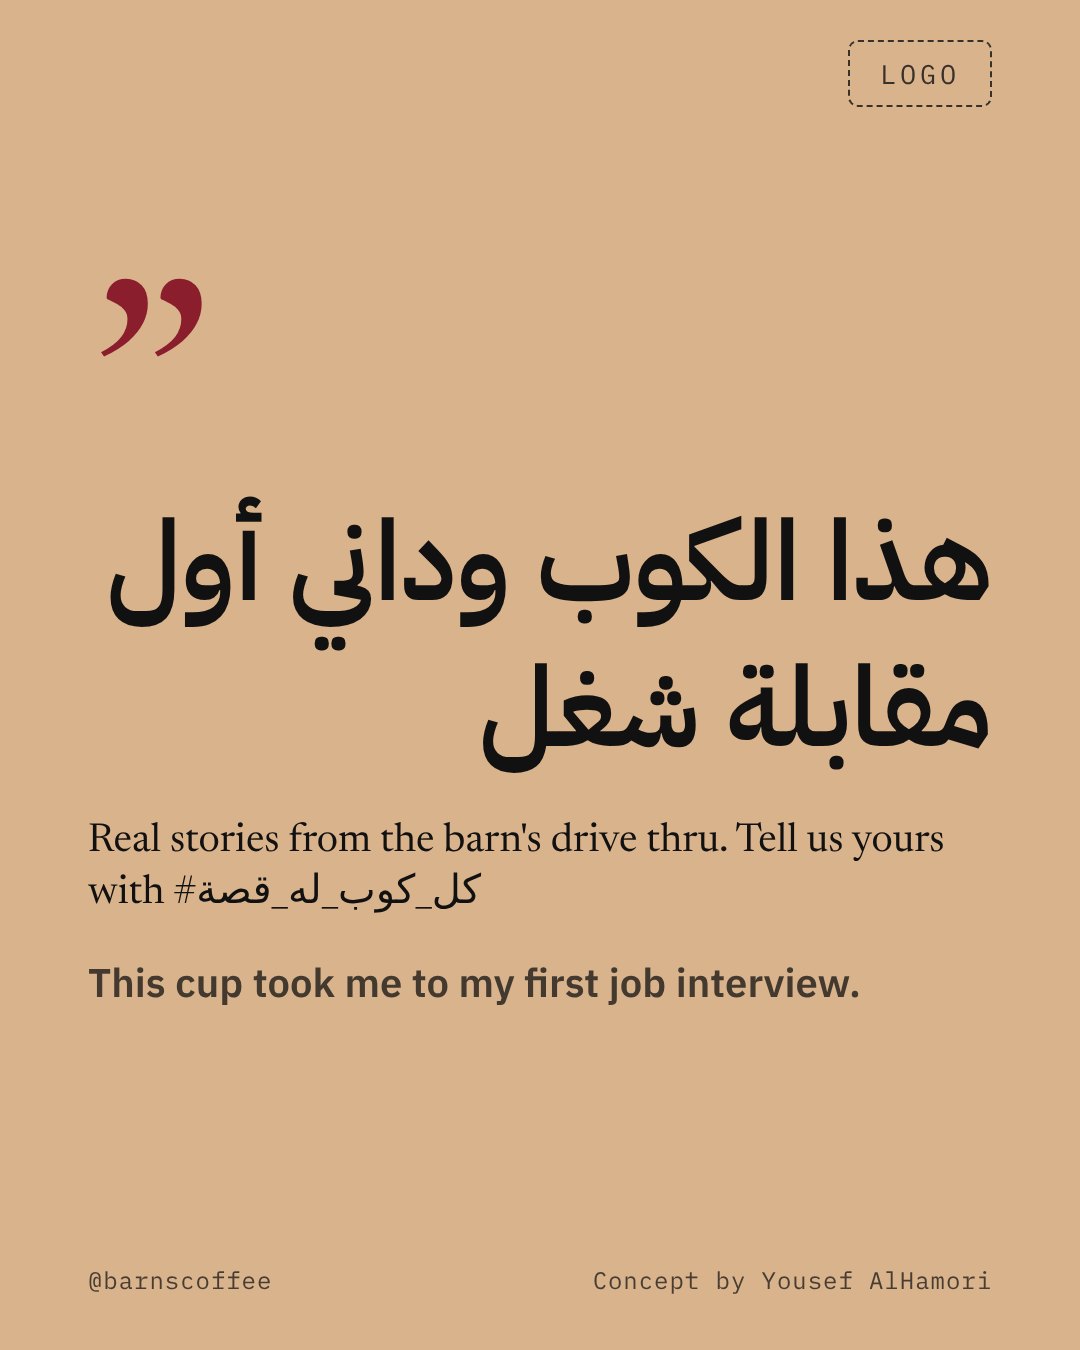 LOGO
”
هذا الكوب وداني أول
مقابلة شغل
Real stories from the barn's drive thru. Tell us yours
with #كل_كوب_له_قصة
This cup took me to my first job interview.
@barnscoffee
Concept by Yousef AlHamori